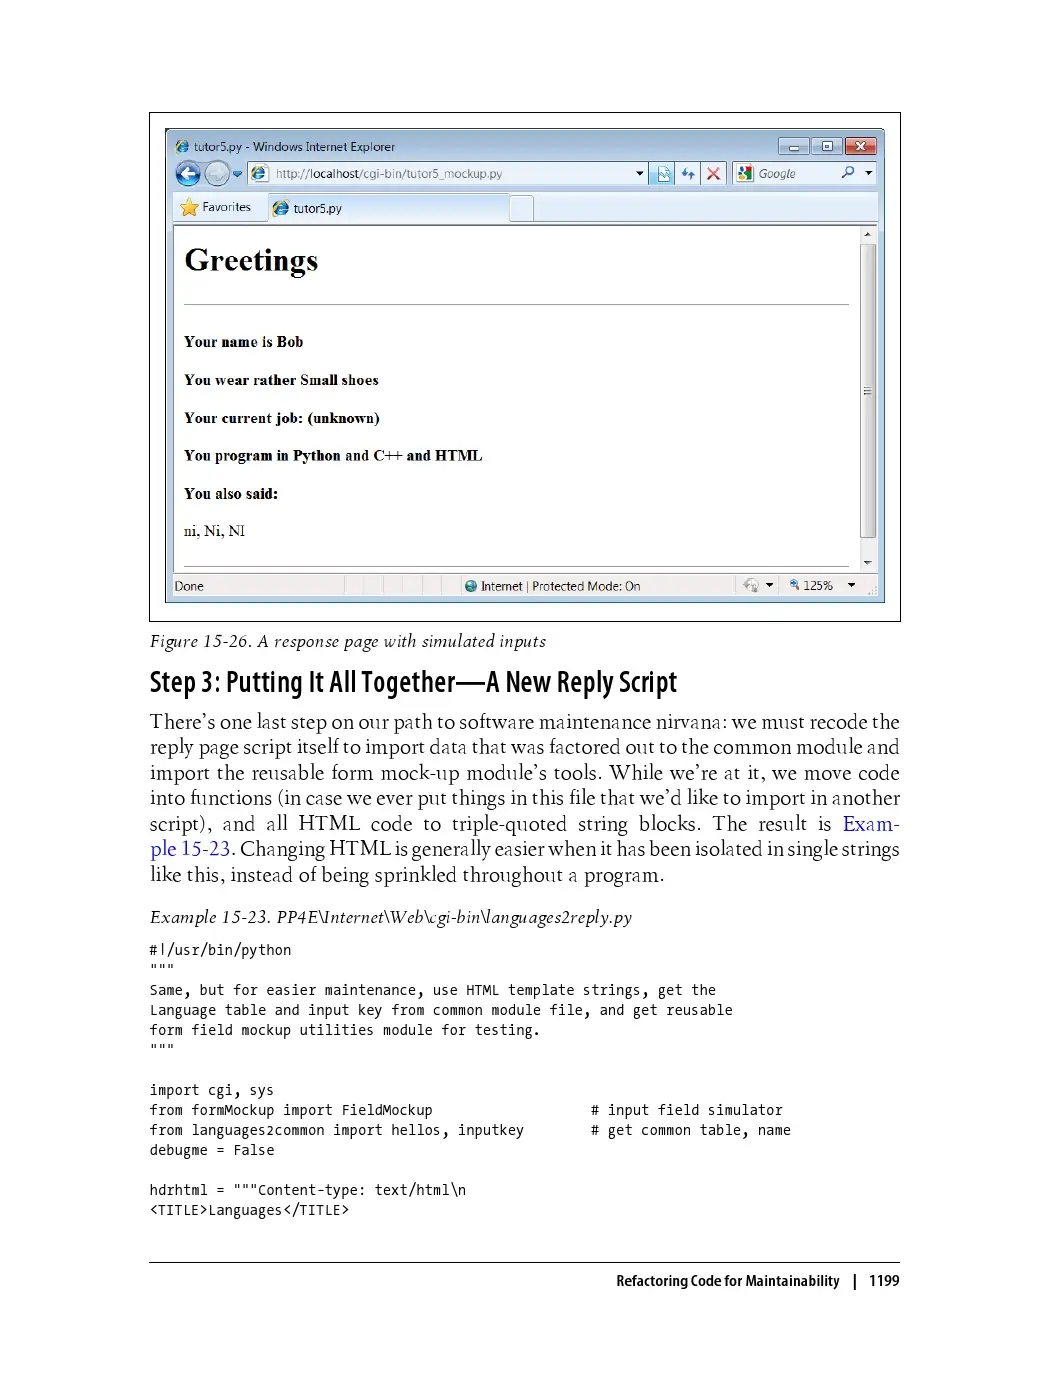 tutor5.py - Windows Internet Explorer
http://localhost/cgi-bin/tutor5_mockup.py
Google
Favorites
tutor5.py
Greetings
Your name is Bob
You wear rather Small shoes
Your current job: (unknown)
You program in Python and C++ and HTML
You also said:
ni, Ni, NI
Done
Internet | Protected Mode: On
125%
Figure 15-26. A response page with simulated inputs
Step 3: Putting It All Together—A New Reply Script
There’s one last step on our path to software maintenance nirvana: we must recode the
reply page script itself to import data that was factored out to the common module and
import the reusable form mock-up module’s tools. While we’re at it, we move code
into functions (in case we ever put things in this file that we’d like to import in another
script), and all HTML code to triple-quoted string blocks. The result is Exam-
ple 15-23. Changing HTML is generally easier when it has been isolated in single strings
like this, instead of being sprinkled throughout a program.
Example 15-23. PP4E\Internet\Web\cgi-bin\languages2reply.py
#!/usr/bin/python
"""
Same, but for easier maintenance, use HTML template strings, get the
Language table and input key from common module file, and get reusable
form field mockup utilities module for testing.
"""
import cgi, sys
from formMockup import FieldMockup # input field simulator
from languages2common import hellos, inputkey # get common table, name
debugme = False
hdrhtml = """Content-type: text/html\n
<TITLE>Languages</TITLE>
Refactoring Code for Maintainability | 1199